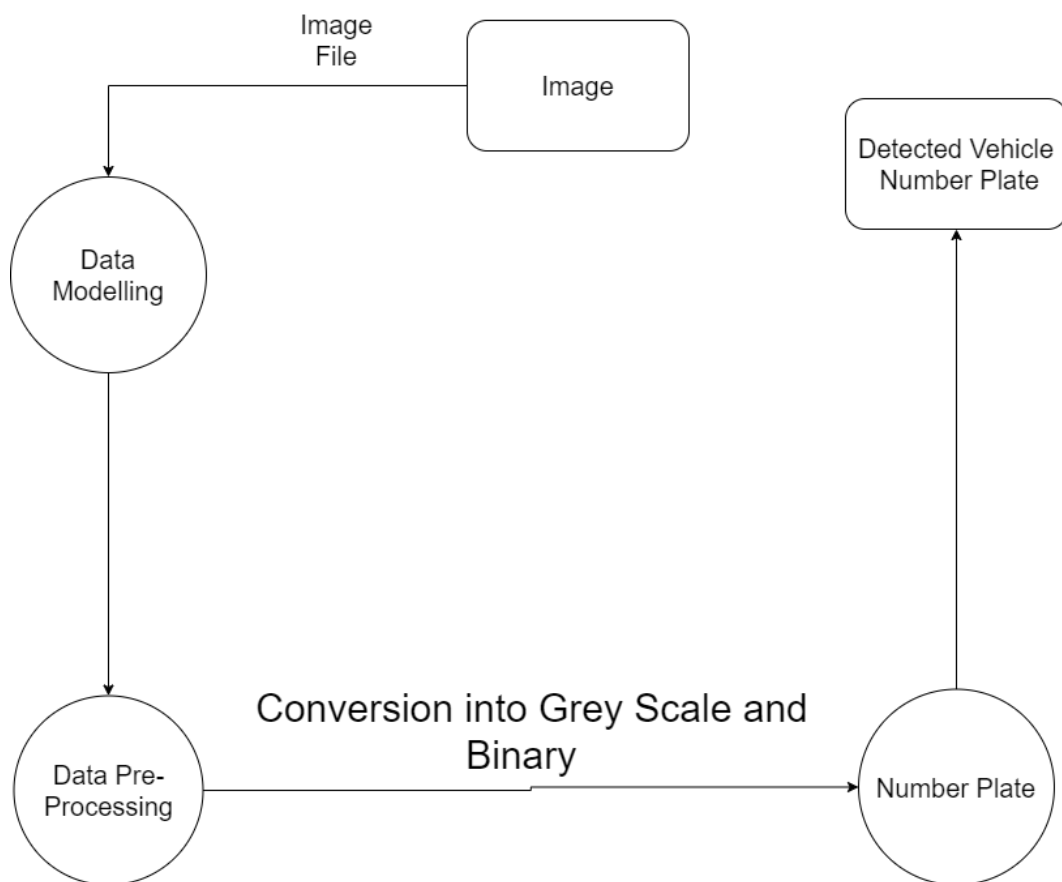 Image
File
Image
Detected Vehicle
Number Plate
Data
Modelling
Conversion into Grey Scale and
Binary
Data Pre-
Processing
Number Plate